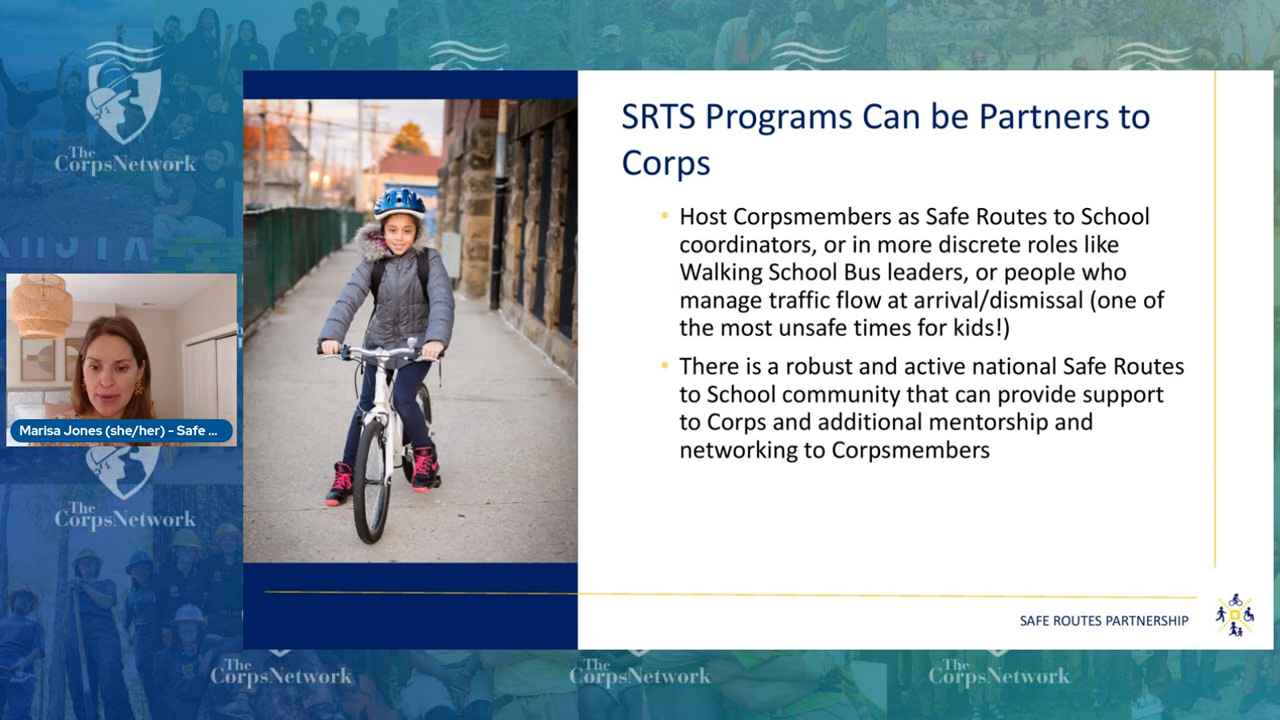 The
CorpsNetwork
SRTS Programs Can be Partners to
Corps
• Host Corpsmembers as Safe Routes to School
coordinators, or in more discrete roles like
Walking School Bus leaders, or people who
manage traffic flow at arrival/dismissal (one of
the most unsafe times for kids!)
• There is a robust and active national Safe Routes
to School community that can provide support
to Corps and additional mentorship and
networking to Corpsmembers
Marisa Jones (she/her) – Safe ...
The
CorpsNetwork
SAFE ROUTES PARTNERSHIP
The
CorpsNetwork
The
CorpsNetwork
The
CorpsNetwork